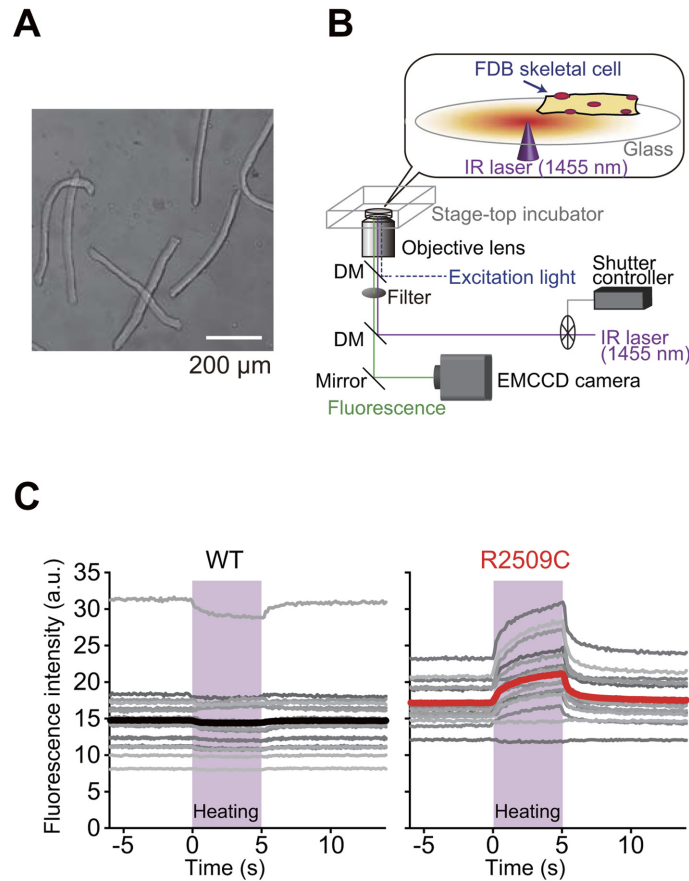 A
200 µm
B
FDB skeletal cell
Glass
IR laser (1455 nm)
Stage-top incubator
Objective lens
DM
Excitation light
Shutter
controller
Filter
DM
IR laser
(1455 nm)
Mirror
EMCCD camera
Fluorescence
C
WT
R2509C
Fluorescence intensity (a.u.)
35
30
25
20
15
10
5
0
Heating
Heating
-5 0 5 10
-5 0 5 10
Time (s)
Time (s)